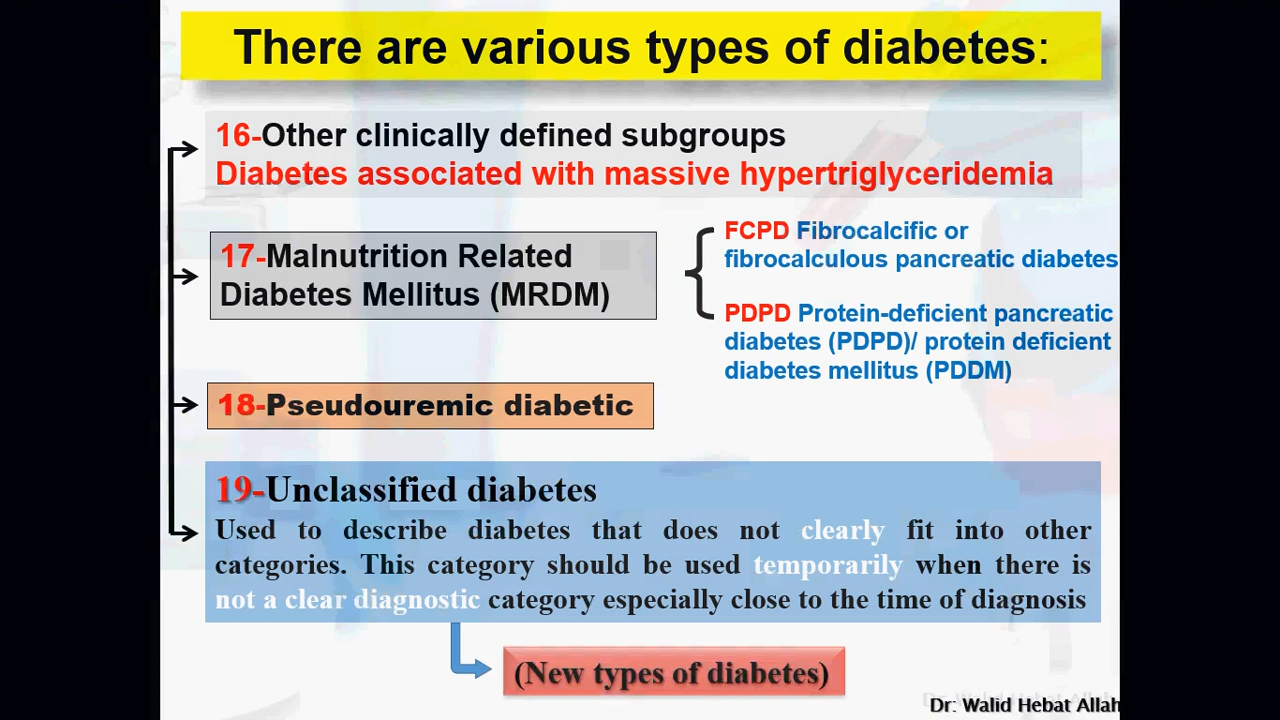 There are various types of diabetes:
16-Other clinically defined subgroups
Diabetes associated with massive hypertriglyceridemia
17-Malnutrition Related
Diabetes Mellitus (MRDM)
FCPD Fibrocalcific or
fibrocalculous pancreatic diabetes
PDPD Protein-deficient pancreatic
diabetes (PDPD)/ protein deficient
diabetes mellitus (PDDM)
18-Pseudouremic diabetic
19-Unclassified diabetes
Used to describe diabetes that does not clearly fit into other
categories. This category should be used temporarily when there is
not a clear diagnostic category especially close to the time of diagnosis
(New types of diabetes)
Dr: Walid Hebat Allah